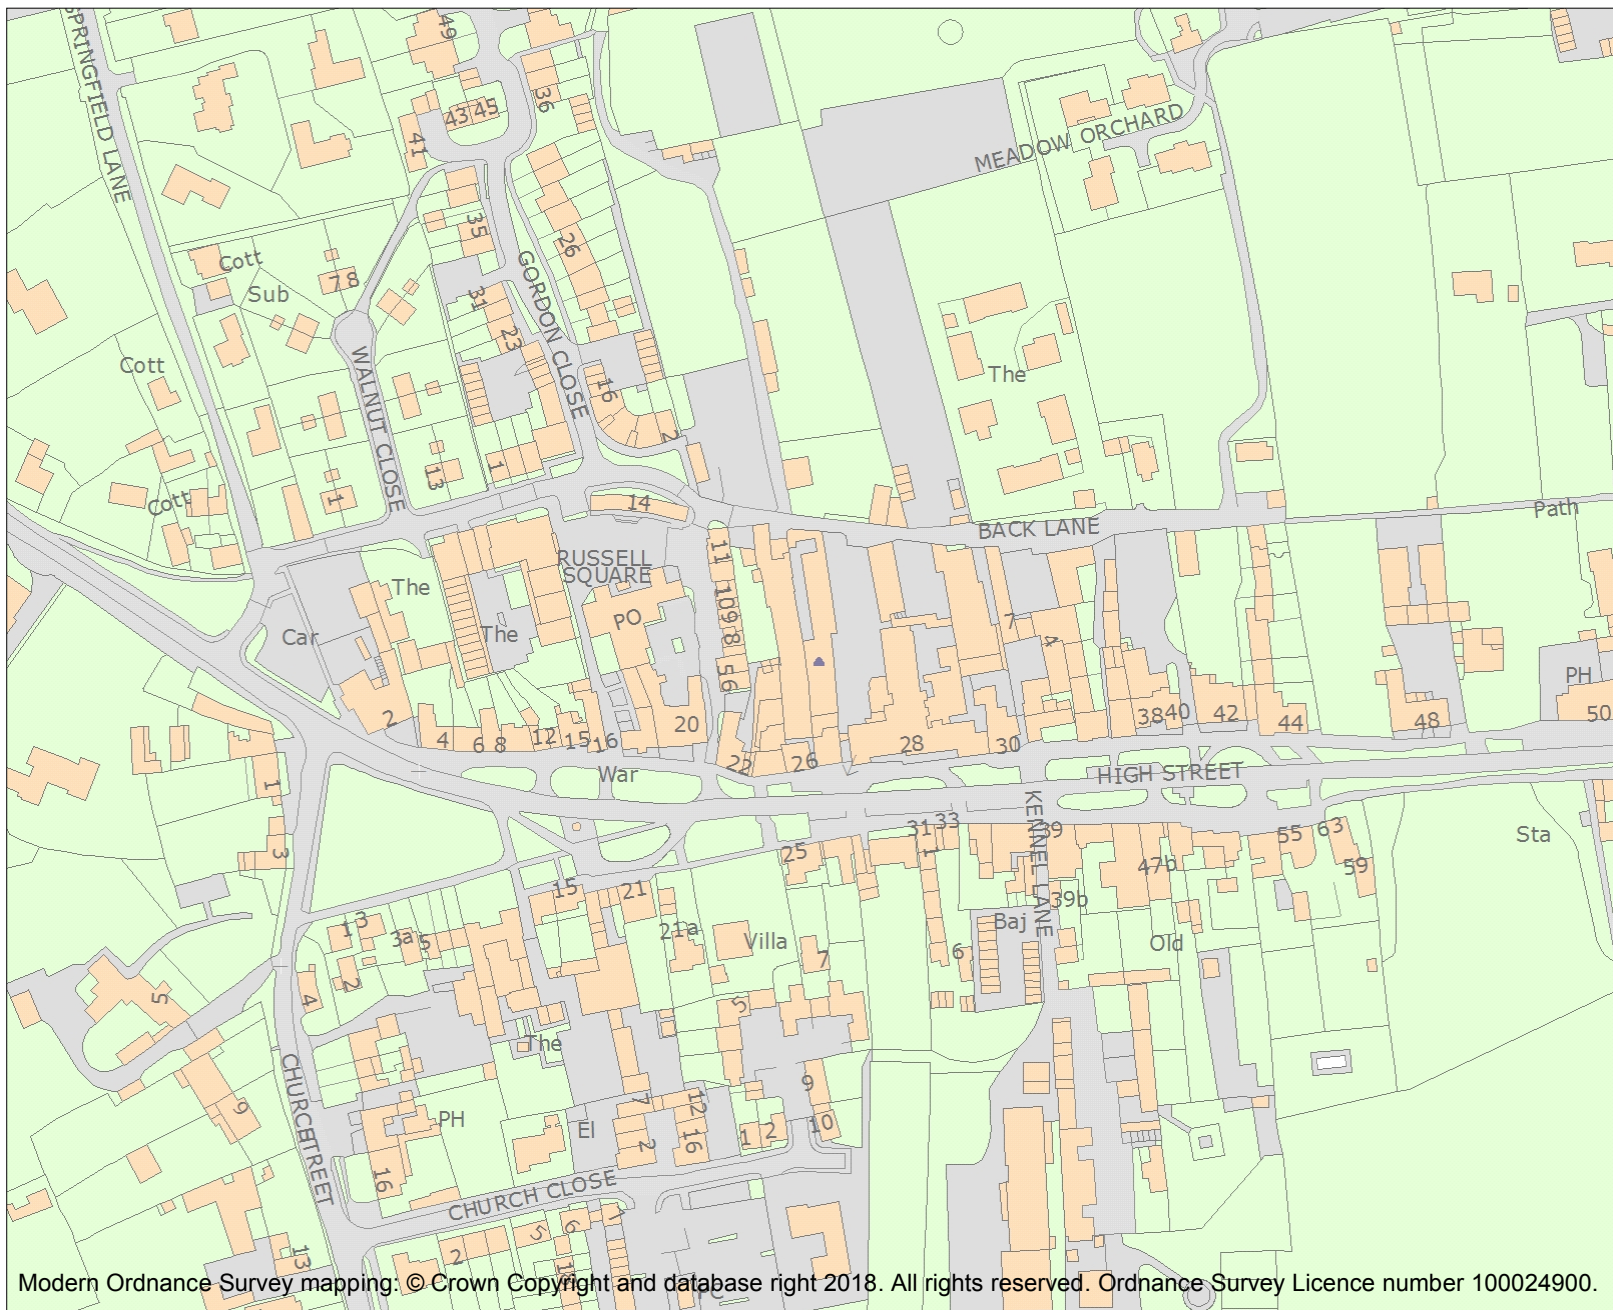 SPRINGFIELD LANE
49
36
43
45
41
MEADOW ORCHARD
35
26
Cott
Sub
7
8
GORDON CLOSE
31
23
Cott
WALNUT CLOSE
The
16
2
1
13
1
Cott
14
BACK LANE
Path
11
RUSSELL
SQUARE
The
10
9
8
PO
7
4
Car
The
5
6
PH
2
4
6
8
12
15
16
20
22
26
28
30
38
40
42
44
48
50
War
HIGH STREET
1
KENNEL LANE
31
33
39
55
63
Sta
3
25
1
47b
59
15
21
39b
1
3
3a
5
21a
Villa
7
6
Baj
Old
5
4
2
5
The
CHURCH STREET
9
PH
El
7
12
9
2
16
1
2
10
16
CHURCH CLOSE
13
2
5
6
7
Modern Ordnance Survey mapping: © Crown Copyright and database right 2018. All rights reserved. Ordnance Survey Licence number 100024900.